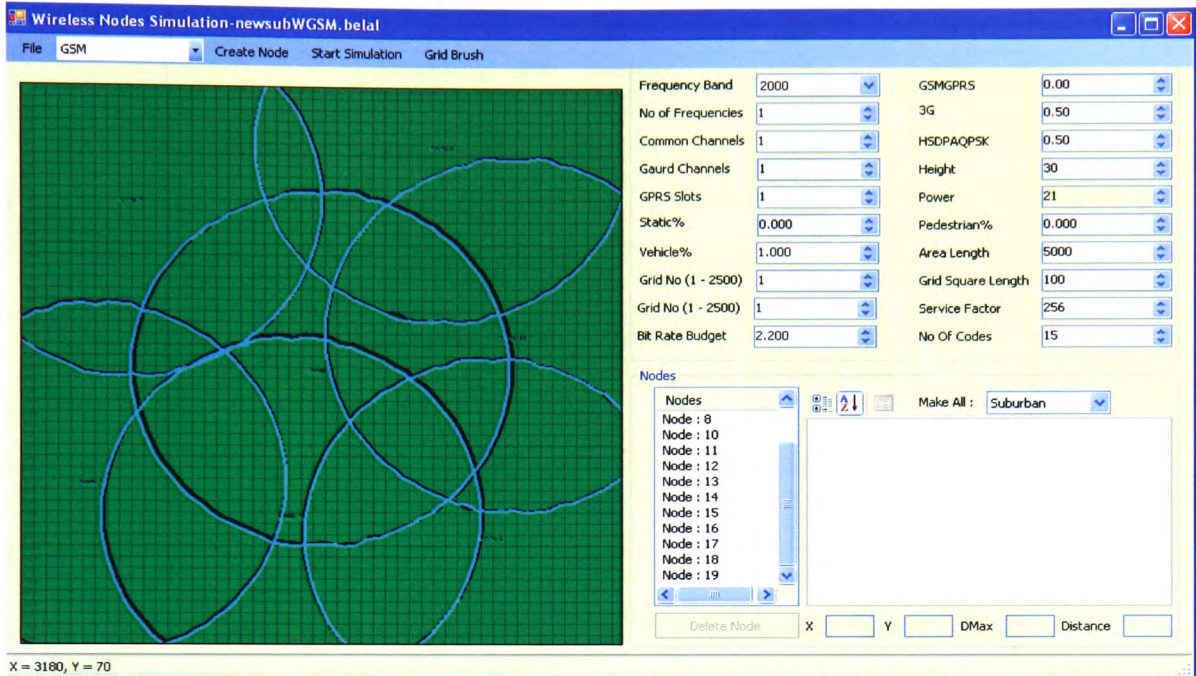 Wireless Nodes Simulation-newsubWGSM.belal
File GSM Create Node Start Simulation Grid Brush
Frequency Band 2000 GSMGPRS 0.00
No of Frequencies 1 3G 0.50
Common Channels 1 HSDPAQPSK 0.50
Gaurd Channels 1 Height 30
GPRS Slots 1 Power 21
Static% 0.000 Pedestrian% 0.000
Vehicle% 1.000 Area Length 5000
Grid No (1 - 2500) 1 Grid Square Length 100
Grid No (1 - 2500) 1 Service Factor 256
Bit Rate Budget 2.200 No Of Codes 15
Nodes
Nodes
Make All : Suburban
Node : 8
Node : 10
Node : 11
Node : 12
Node : 13
Node : 14
Node : 15
Node : 16
Node : 17
Node : 18
Node : 19
Delete Node X Y DMax Distance
X = 3180, Y = 70